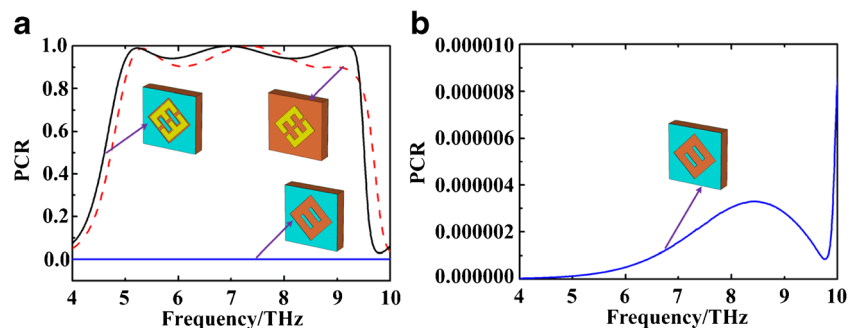 a
PCR
1.0
0.8
0.6
0.4
0.2
0.0
4 5 6 7 8 9 10
Frequency/THz
b
PCR
0.000010
0.000008
0.000006
0.000004
0.000002
0.000000
4 5 6 7 8 9 10
Frequency/THz